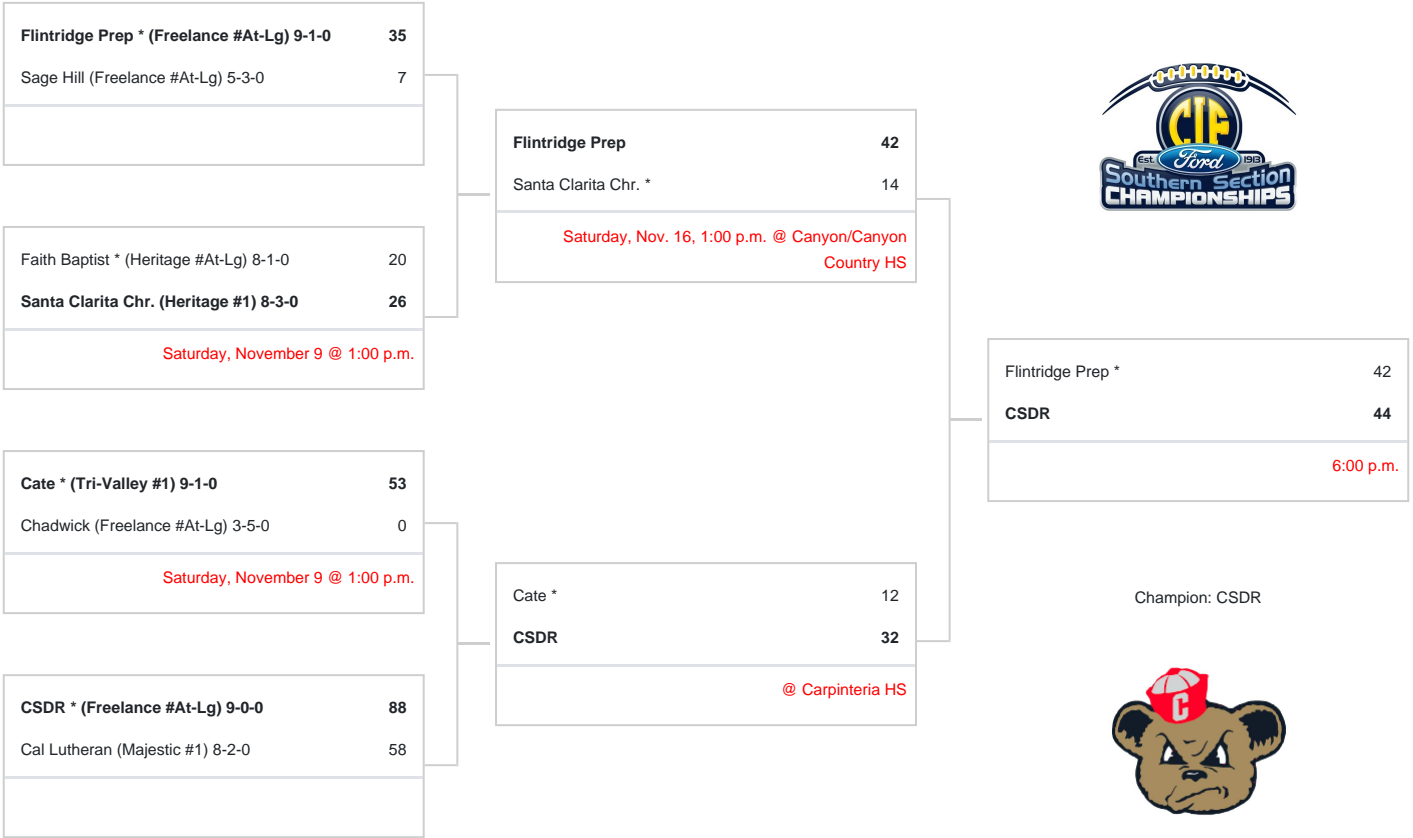 Flintridge Prep * (Freelance #At-Lg) 9-1-0 35
Sage Hill (Freelance #At-Lg) 5-3-0 7
Faith Baptist * (Heritage #At-Lg) 8-1-0 20
Santa Clarita Chr. (Heritage #1) 8-3-0 26
Saturday, November 9 @ 1:00 p.m.
Cate * (Tri-Valley #1) 9-1-0 53
Chadwick (Freelance #At-Lg) 3-5-0 0
Saturday, November 9 @ 1:00 p.m.
CSDR * (Freelance #At-Lg) 9-0-0 88
Cal Lutheran (Majestic #1) 8-2-0 58
Flintridge Prep 42
Santa Clarita Chr. * 14
Saturday, Nov. 16, 1:00 p.m. @ Canyon/Canyon
Country HS
Cate * 12
CSDR 32
@ Carpinteria HS
CIF
Est. Ford 1913
Southern Section
CHAMPIONSHIPS
Flintridge Prep * 42
CSDR 44
6:00 p.m.
Champion: CSDR
C